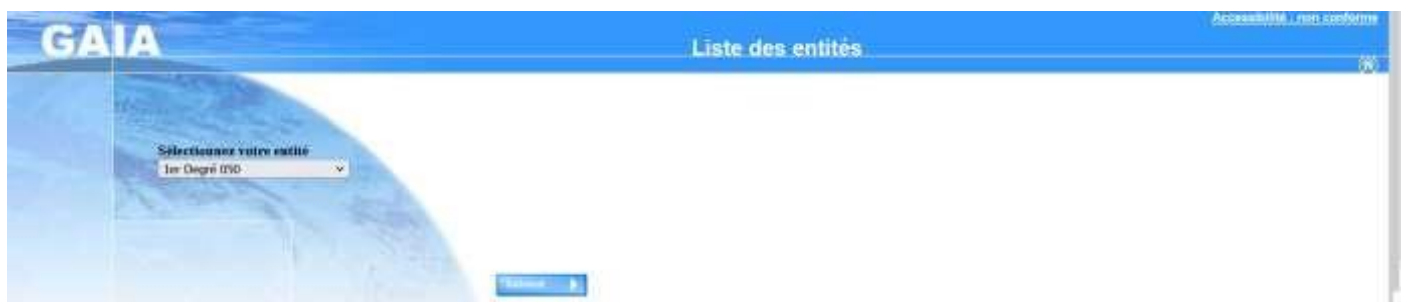 Accessibilité : non conforme
GAIA
Liste des entités
Sélectionnez votre entité
1er Degré 050
Suivant